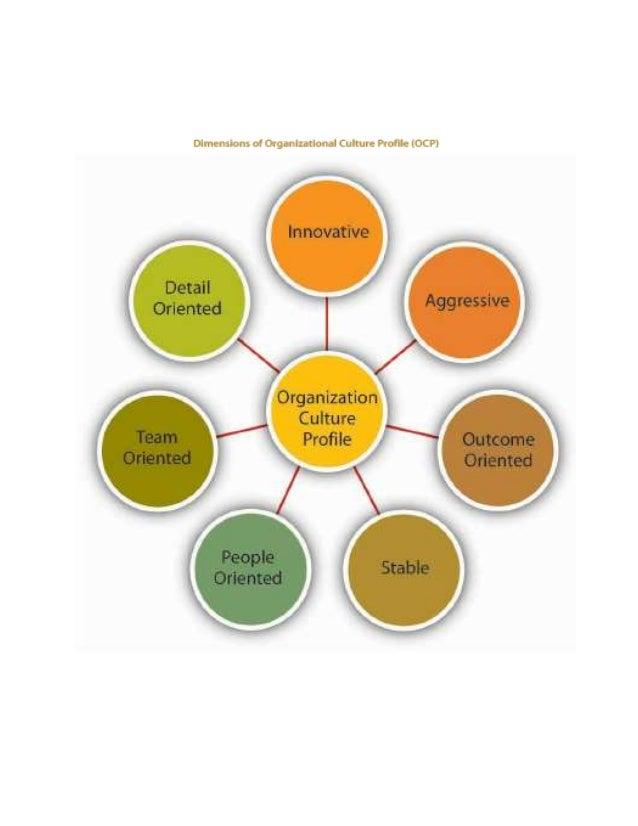 Dimensions of Organizational Culture Profile (OCP)
Innovative
Aggressive
Outcome
Oriented
Stable
People
Oriented
Team
Oriented
Detail
Oriented
Organization
Culture
Profile